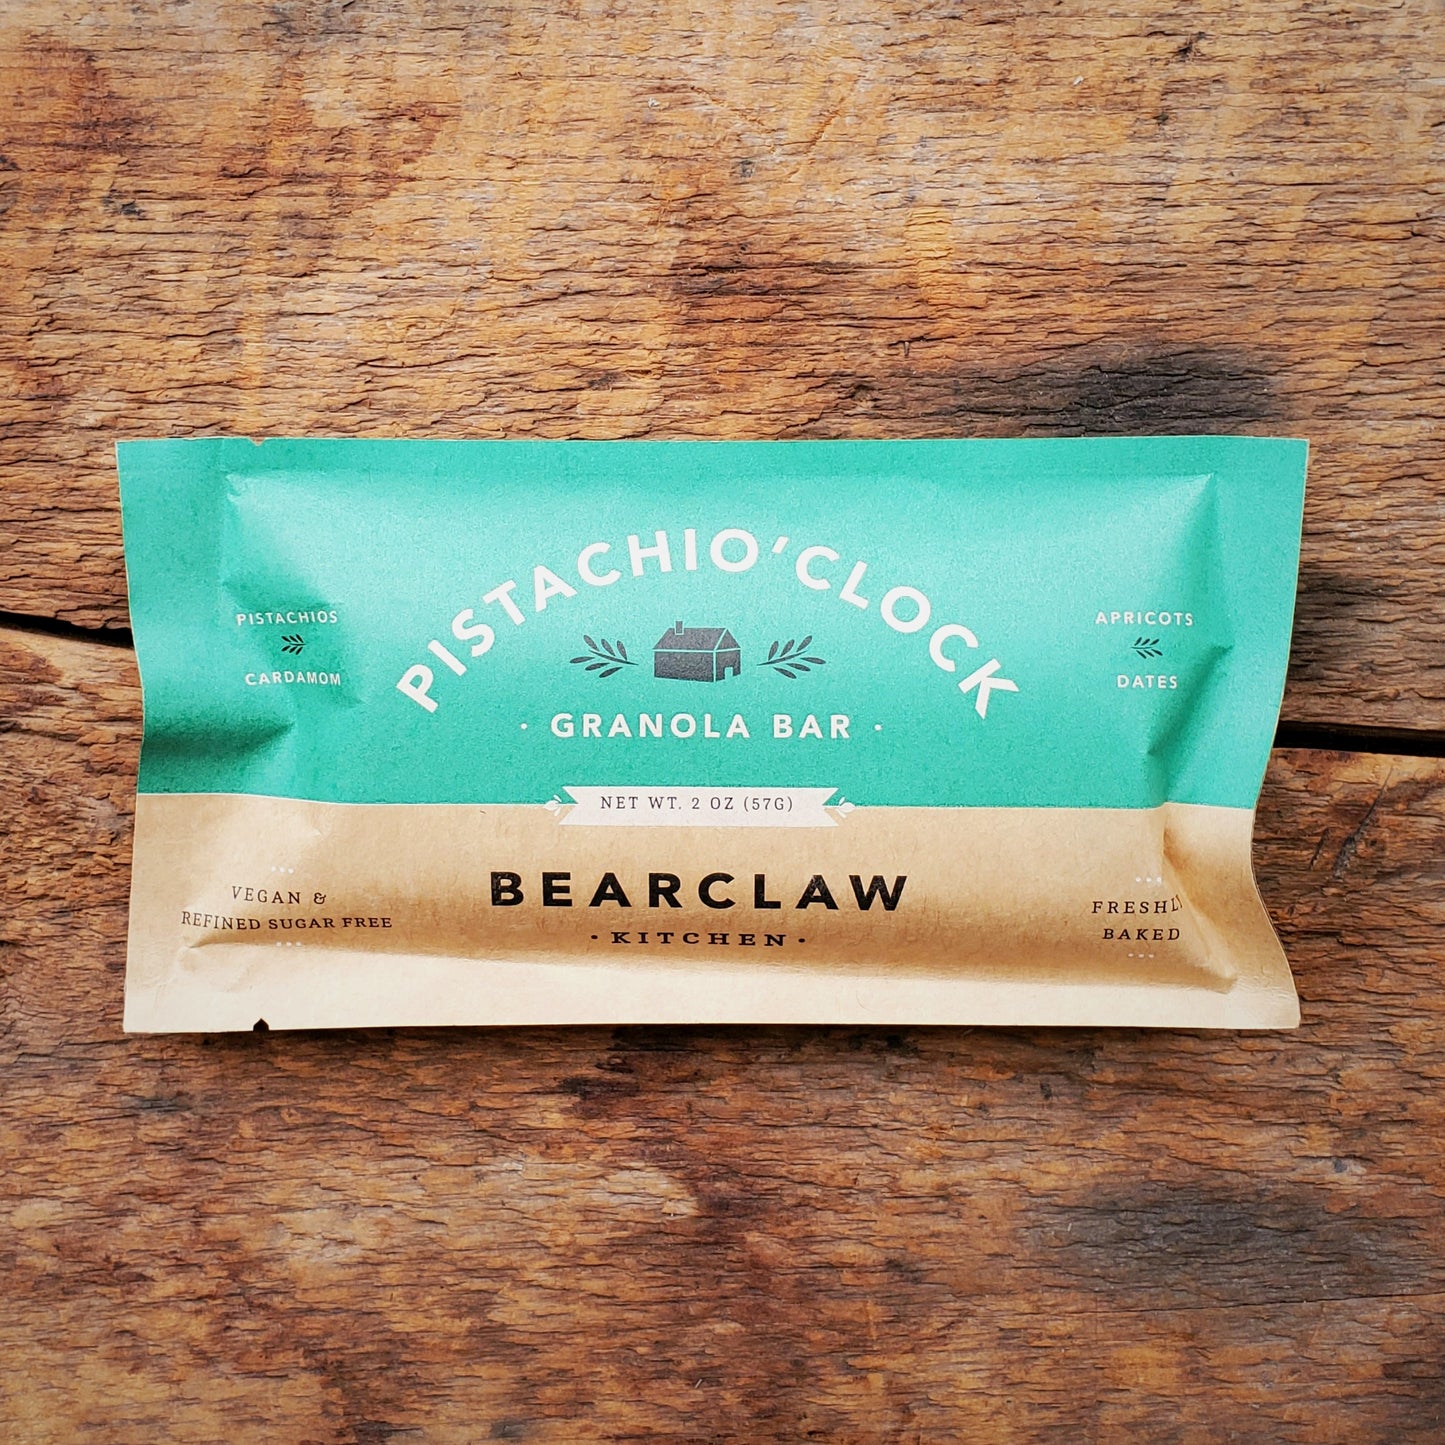 PISTACHIO'CLOCK
PISTACHIOS
CARDAMOM
APRICOTS
DATES
· GRANOLA BAR ·
NET WT. 2 OZ (57G)
BEARCLAW
· KITCHEN ·
VEGAN &
REFINED SUGAR FREE
FRESHLY
BAKED